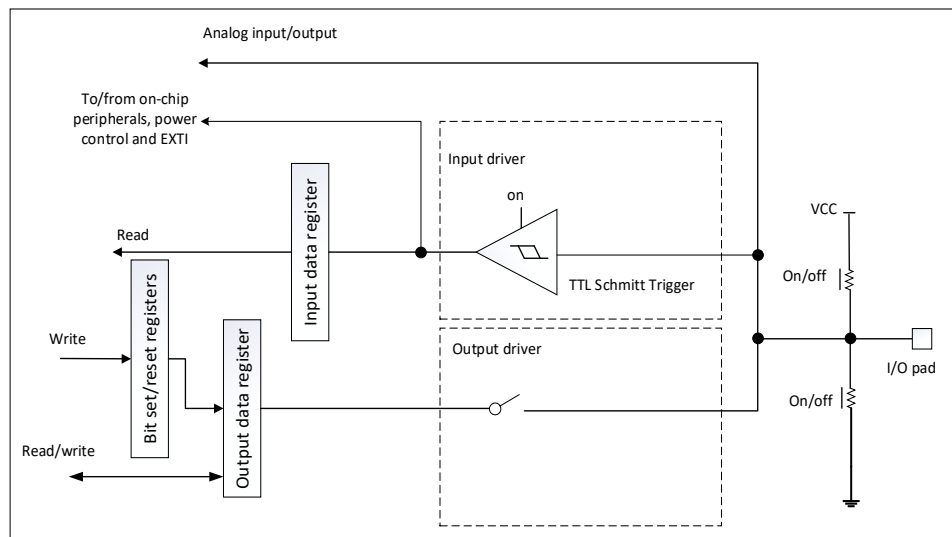 Analog input/output
To/from on-chip
peripherals, power
control and EXTI
Input driver
on
VCC
Read
Input data register
TTL Schmitt Trigger
On/off
Bit set/reset registers
Write
Output data register
Output driver
I/O pad
On/off
Read/write